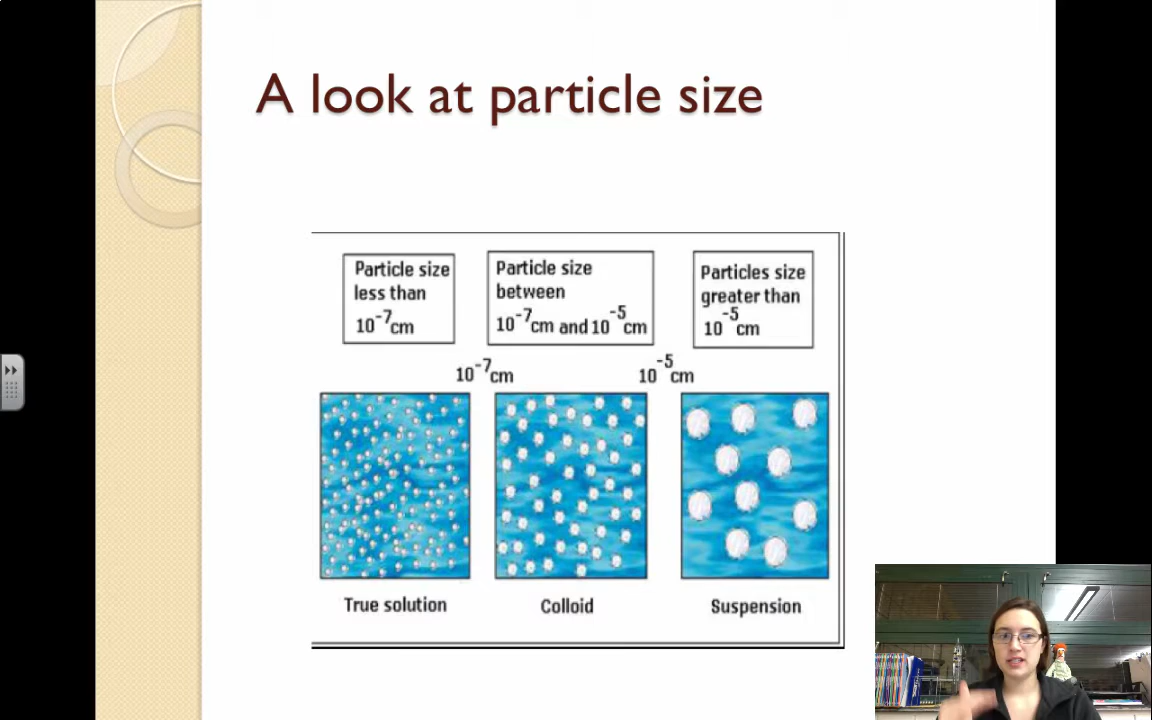 A look at particle size
Particle size
less than
10⁻⁷cm
Particle size
between
10⁻⁷cm and 10⁻⁵cm
Particles size
greater than
10⁻⁵cm
10⁻⁷cm
10⁻⁵cm
True solution
Colloid
Suspension